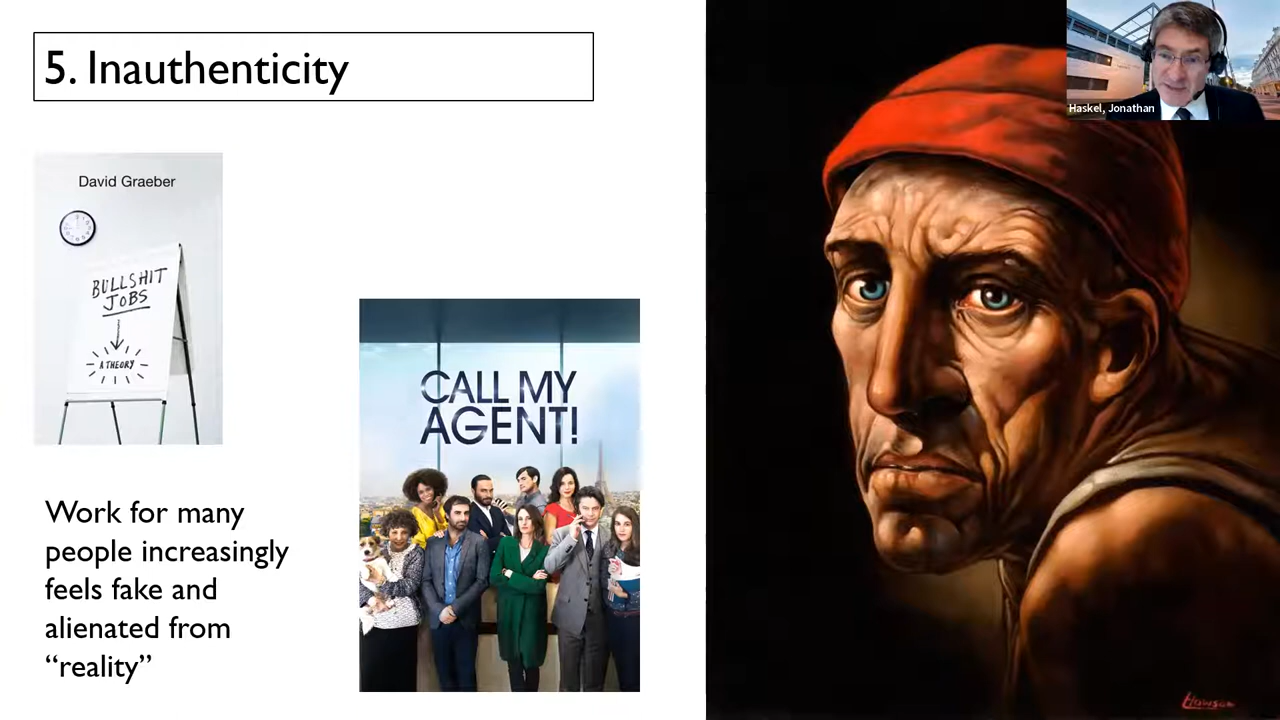 5. Inauthenticity
Haskel, Jonathan
David Graeber
BULLSHIT
JOBS
A THEORY
CALL MY
AGENT!
Work for many
people increasingly
feels fake and
alienated from
“reality”
Howson